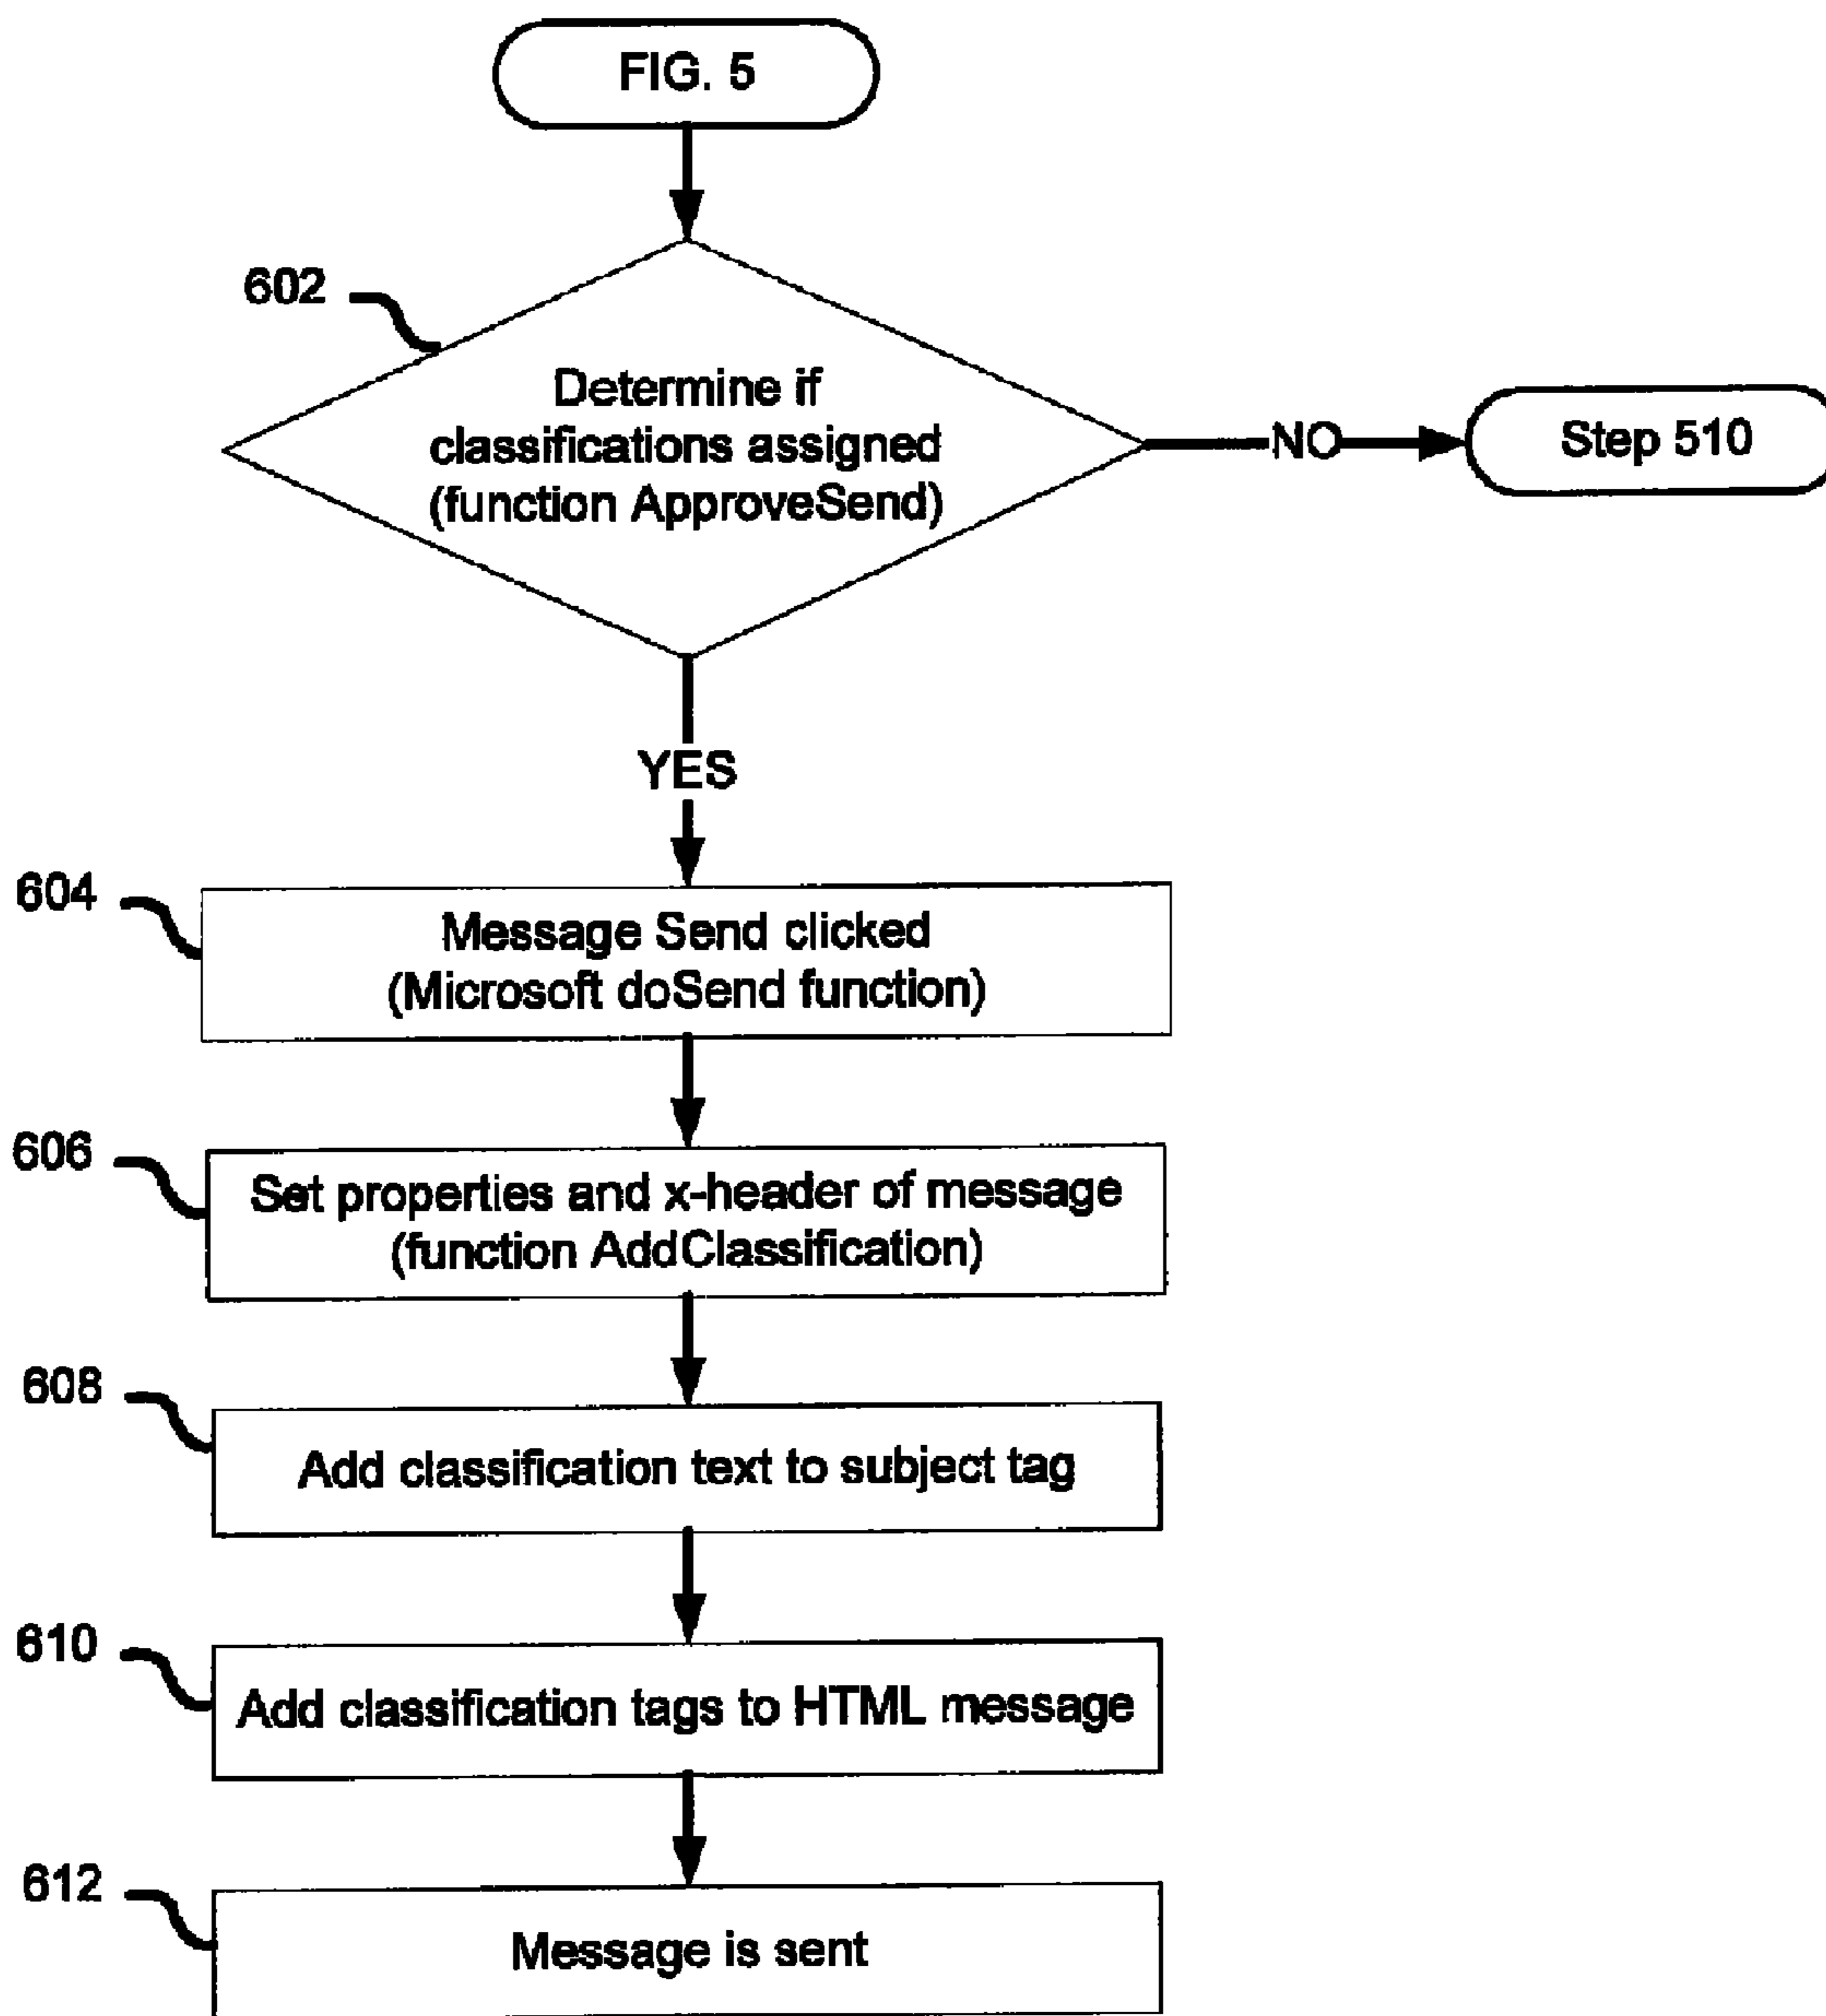 FIG. 5
602
Determine if
classifications assigned
(function ApproveSend)
NO
Step 510
YES
604
Message Send clicked
(Microsoft doSend function)
606
Set properties and x-header of message
(function AddClassification)
608
Add classification text to subject tag
610
Add classification tags to HTML message
612
Message is sent